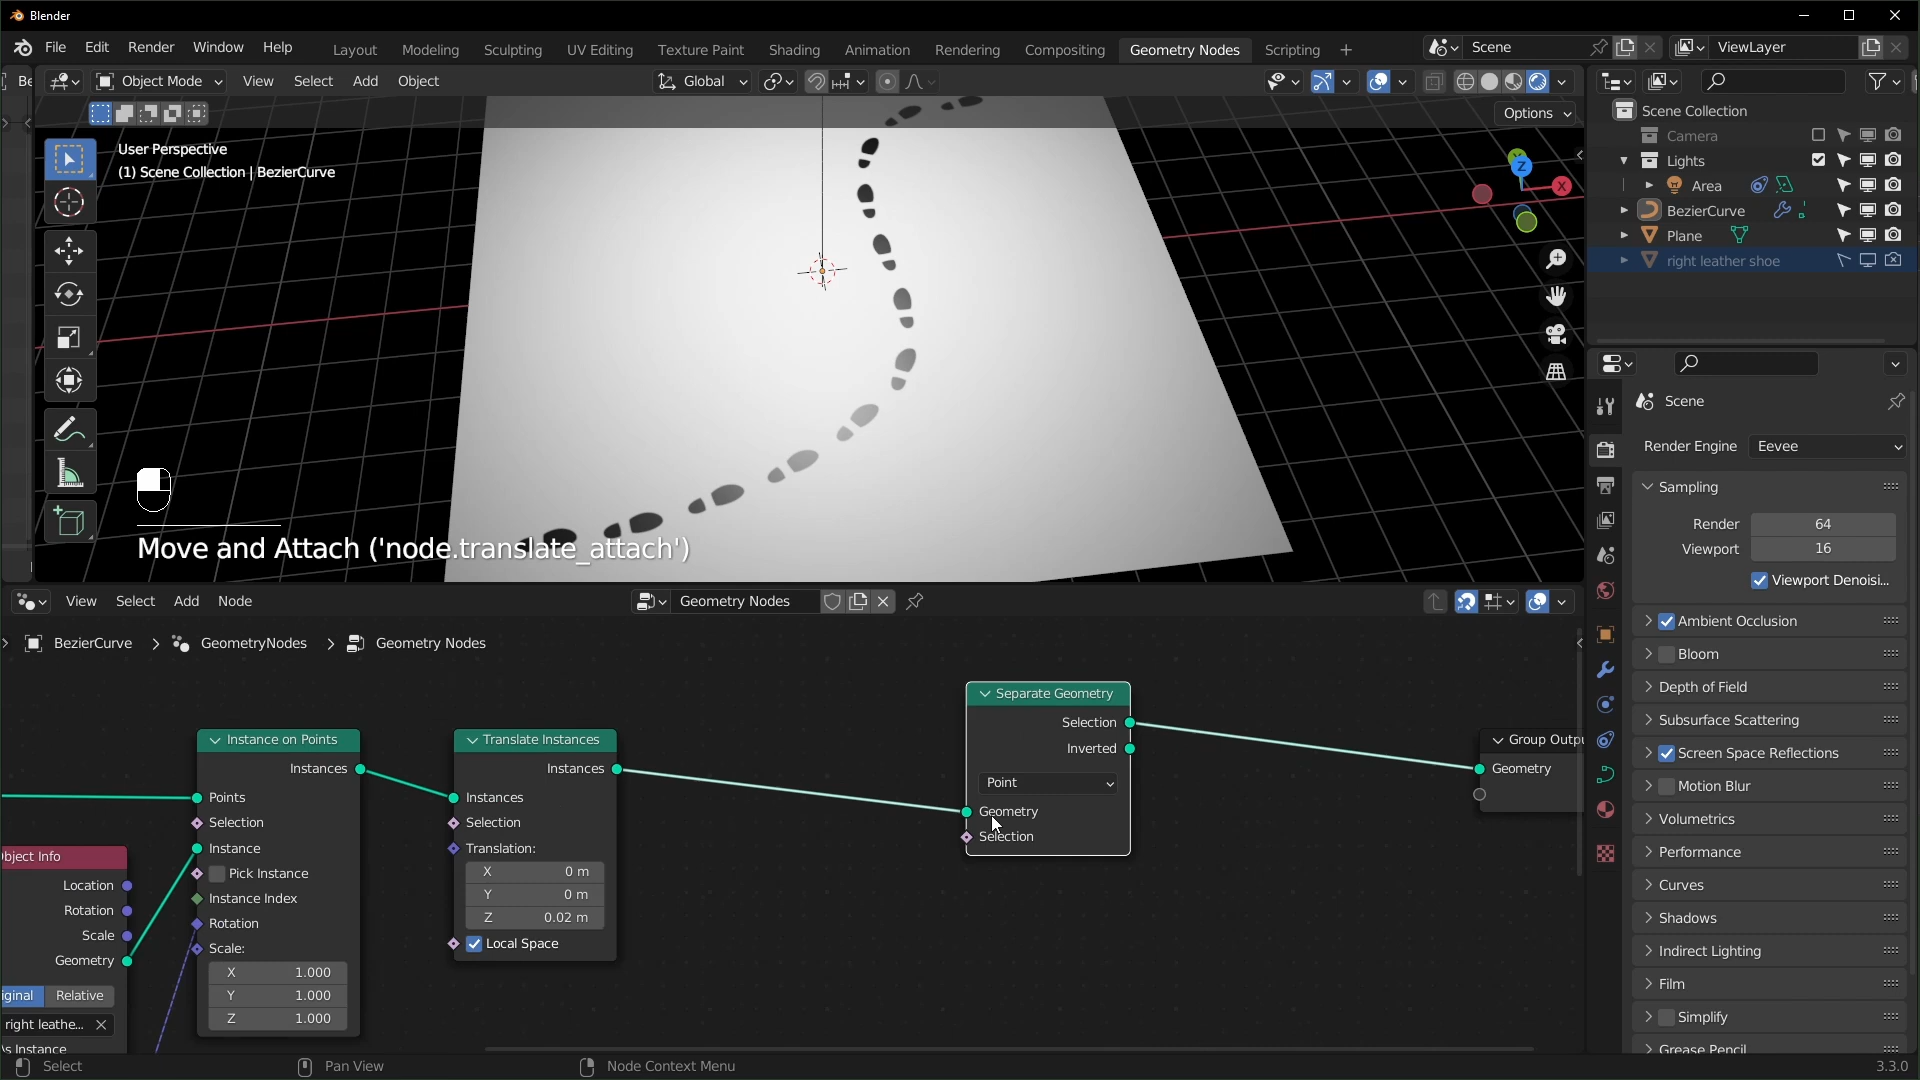 Blender
File Edit Render Window Help
Layout Modeling Sculpting UV Editing Texture Paint Shading Animation Rendering Compositing Geometry Nodes Scripting
Scene
ViewLayer
Be
Object Mode View Select Add Object
Global
Options
User Perspective
(1) Scene Collection | BezierCurve
Z
X
Move and Attach ('node.translate_attach')
Scene Collection
Camera
Lights
Area
BezierCurve
Plane
right leather shoe
Scene
Render Engine Eevee
Sampling
Render 64
Viewport 16
Viewport Denoisi...
Ambient Occlusion
Bloom
Depth of Field
Subsurface Scattering
Screen Space Reflections
Motion Blur
Volumetrics
Performance
Curves
Shadows
Indirect Lighting
Film
Simplify
Grease Pencil
View Select Add Node
Geometry Nodes
BezierCurve GeometryNodes Geometry Nodes
bject Info
Location
Rotation
Scale
Geometry
iginal Relative
right leathe...
As Instance
Instance on Points
Instances
Points
Selection
Instance
Pick Instance
Instance Index
Rotation
Scale:
X 1.000
Y 1.000
Z 1.000
Translate Instances
Instances
Instances
Selection
Translation:
X 0 m
Y 0 m
Z 0.02 m
Local Space
Separate Geometry
Selection
Inverted
Point
Geometry
Selection
Group Outpu
Geometry
Select
Pan View
Node Context Menu
3.3.0